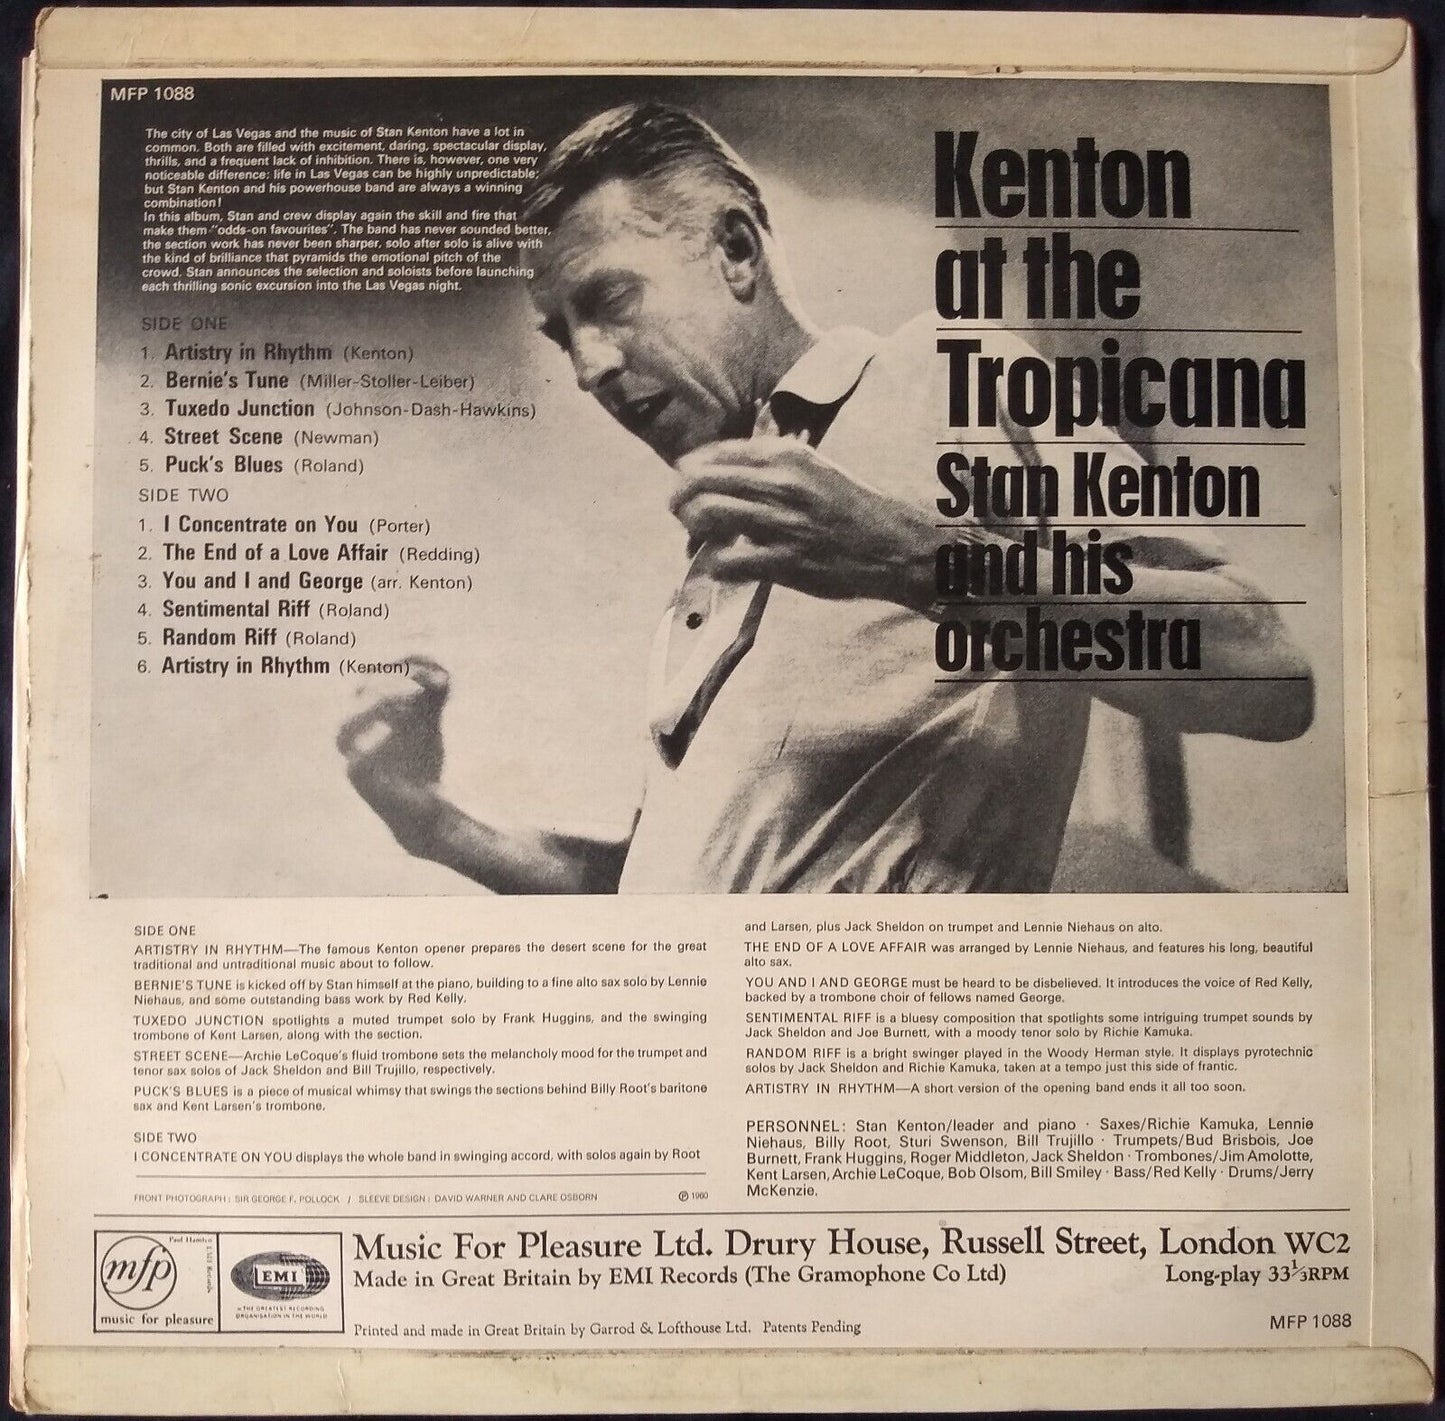 MFP 1088
The city of Las Vegas and the music of Stan Kenton have a lot in
common. Both are filled with excitement, daring, spectacular display,
thrills, and a frequent lack of inhibition. There is, however, one very
noticeable difference: life in Las Vegas can be highly unpredictable;
but Stan Kenton and his powerhouse band are always a winning
combination!
In this album, Stan and crew display again the skill and fire that
make them "odds-on favourites". The band has never sounded better,
the section work has never been sharper, solo after solo is alive with
the kind of brilliance that pyramids the emotional pitch of the
crowd. Stan announces the selection and soloists before launching
each thrilling sonic excursion into the Las Vegas night.
SIDE ONE
1. Artistry in Rhythm (Kenton)
2. Bernie's Tune (Miller-Stoller-Leiber)
3. Tuxedo Junction (Johnson-Dash-Hawkins)
4. Street Scene (Newman)
5. Puck's Blues (Roland)
SIDE TWO
1. I Concentrate on You (Porter)
2. The End of a Love Affair (Redding)
3. You and I and George (arr. Kenton)
4. Sentimental Riff (Roland)
5. Random Riff (Roland)
6. Artistry in Rhythm (Kenton)
Kenton
at the
Tropicana
Stan Kenton
and his
orchestra
SIDE ONE
ARTISTRY IN RHYTHM—The famous Kenton opener prepares the desert scene for the great
traditional and untraditional music about to follow.
BERNIE'S TUNE is kicked off by Stan himself at the piano, building to a fine alto sax solo by Lennie
Niehaus, and some outstanding bass work by Red Kelly.
TUXEDO JUNCTION spotlights a muted trumpet solo by Frank Huggins, and the swinging
trombone of Kent Larsen, along with the section.
STREET SCENE—Archie LeCoque's fluid trombone sets the melancholy mood for the trumpet and
tenor sax solos of Jack Sheldon and Bill Trujillo, respectively.
PUCK'S BLUES is a piece of musical whimsy that swings the sections behind Billy Root's baritone
sax and Kent Larsen's trombone.
SIDE TWO
I CONCENTRATE ON YOU displays the whole band in swinging accord, with solos again by Root
FRONT PHOTOGRAPH: SIR GEORGE F. POLLOCK / SLEEVE DESIGN: DAVID WARNER AND CLARE OSBORN ℗ 1960
and Larsen, plus Jack Sheldon on trumpet and Lennie Niehaus on alto.
THE END OF A LOVE AFFAIR was arranged by Lennie Niehaus, and features his long, beautiful
alto sax.
YOU AND I AND GEORGE must be heard to be disbelieved. It introduces the voice of Red Kelly,
backed by a trombone choir of fellows named George.
SENTIMENTAL RIFF is a bluesy composition that spotlights some intriguing trumpet sounds by
Jack Sheldon and Joe Burnett, with a moody tenor solo by Richie Kamuka.
RANDOM RIFF is a bright swinger played in the Woody Herman style. It displays pyrotechnic
solos by Jack Sheldon and Richie Kamuka, taken at a tempo just this side of frantic.
ARTISTRY IN RHYTHM—A short version of the opening band ends it all too soon.
PERSONNEL: Stan Kenton/leader and piano · Saxes/Richie Kamuka, Lennie
Niehaus, Billy Root, Sturi Swenson, Bill Trujillo · Trumpets/Bud Brisbois, Joe
Burnett, Frank Huggins, Roger Middleton, Jack Sheldon · Trombones/Jim Amolotte,
Kent Larsen, Archie LeCoque, Bob Olsom, Bill Smiley · Bass/Red Kelly · Drums/Jerry
McKenzie.
mfp
Paul Hamlyn
EMI Records
music for pleasure
EMI
THE GREATEST RECORDING
ORGANISATION IN THE WORLD
Music For Pleasure Ltd. Drury House, Russell Street, London WC2
Made in Great Britain by EMI Records (The Gramophone Co Ltd) Long-play 33⅓RPM
Printed and made in Great Britain by Garrod & Lofthouse Ltd. Patents Pending
MFP 1088